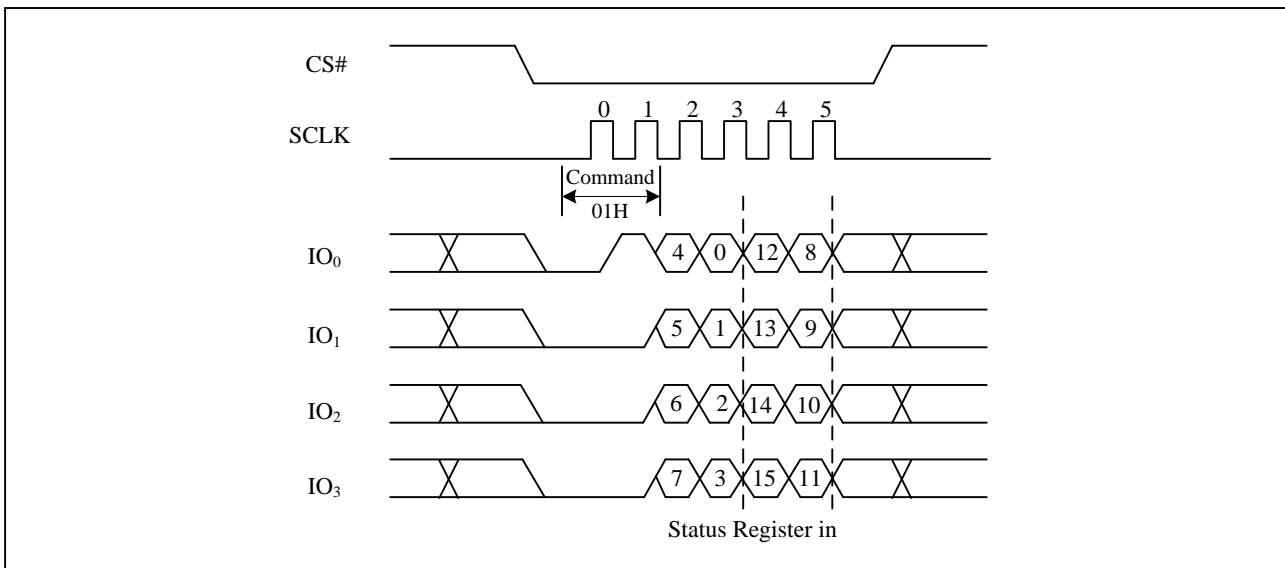 CS#
0 1 2 3 4 5
SCLK
Command
01H
IO₀ 4 0 12 8
IO₁ 5 1 13 9
IO₂ 6 2 14 10
IO₃ 7 3 15 11
Status Register in